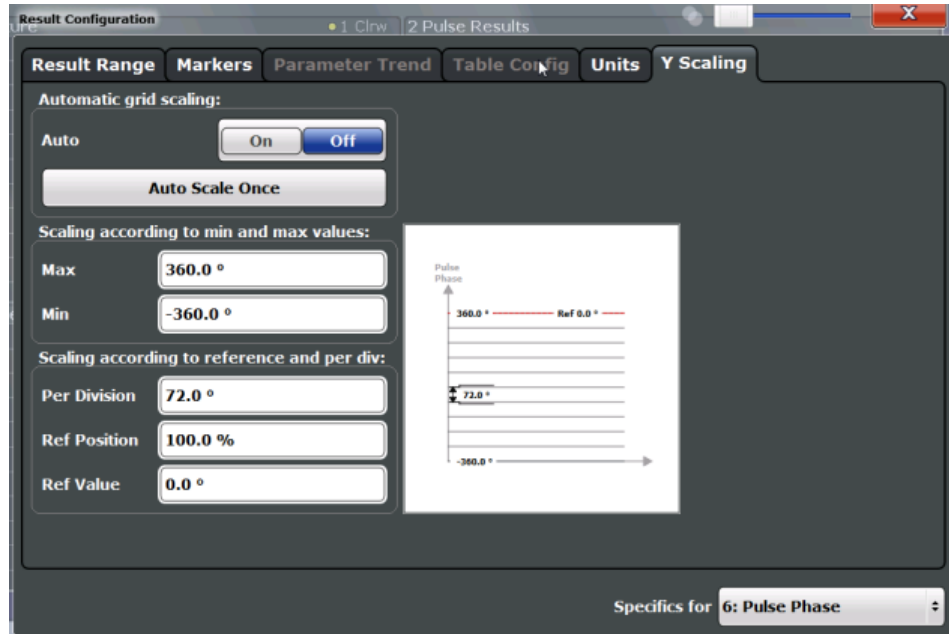 Result Configuration
1 Clrw 2 Pulse Results
X
Result Range Markers Parameter Trend Table Config Units Y Scaling
Automatic grid scaling:
Auto On Off
Auto Scale Once
Scaling according to min and max values:
Max 360.0 °
Min -360.0 °
Scaling according to reference and per div:
Per Division 72.0 °
Ref Position 100.0 %
Ref Value 0.0 °
Pulse
Phase
360.0 ° Ref 0.0 °
72.0 °
-360.0 °
Specifics for 6: Pulse Phase